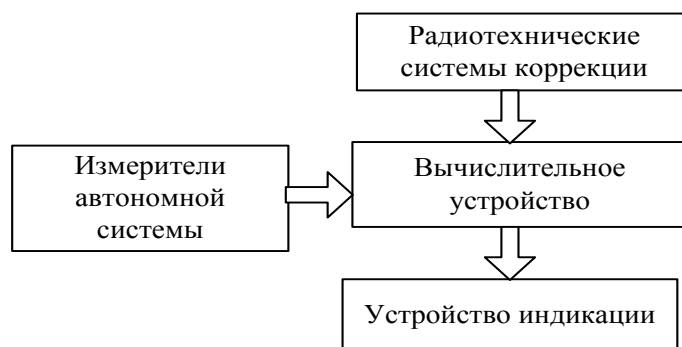 Радиотехнические
системы коррекции
Измерители
автономной
системы
Вычислительное
устройство
Устройство индикации